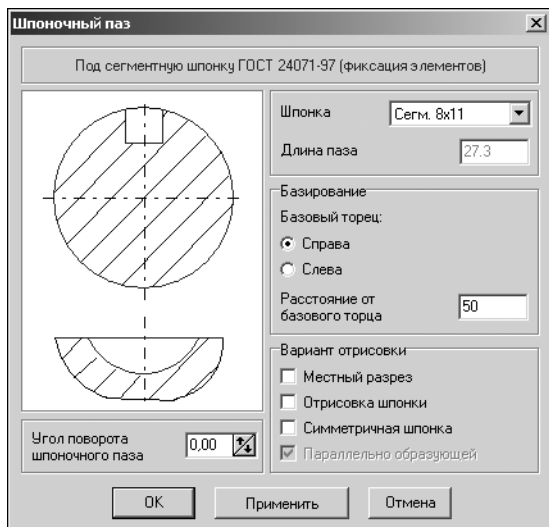 Шпоночный паз
Под сегментную шпонку ГОСТ 24071-97 (фиксация элементов)
Шпонка Сегм. 8x11
Длина паза 27.3
Базирование
Базовый торец:
Справа
Слева
Расстояние от
базового торца 50
Вариант отрисовки
Местный разрез
Отрисовка шпонки
Симметричная шпонка
Параллельно образующей
Угол поворота
шпоночного паза 0,00
OK Применить Отмена